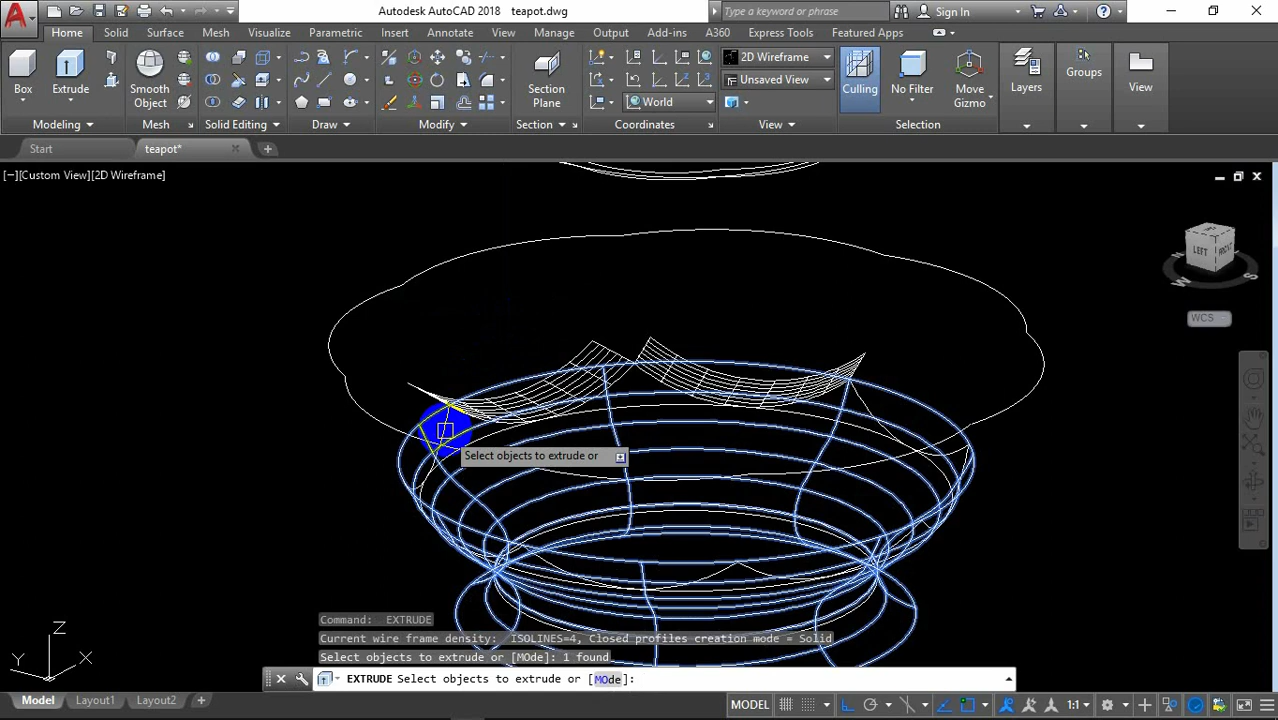 Autodesk AutoCAD 2018 teapot.dwg
Type a keyword or phrase
Sign In
Home Solid Surface Mesh Visualize Parametric Insert Annotate View Manage Output Add-ins A360 Express Tools Featured Apps
Box
Extrude
Smooth Object
Section Plane
2D Wireframe
Unsaved View
World
Culling
No Filter
Move Gizmo
Layers
Groups
View
Modeling Mesh Solid Editing Draw Modify Section Coordinates View Selection
Start teapot*
[−][Custom View][2D Wireframe]
LEFT FRONT
W S
WCS
Select objects to extrude or
Command: EXTRUDE
Current wire frame density: ISOLINES=4, Closed profiles creation mode = Solid
Select objects to extrude or [MOde]: 1 found
EXTRUDE Select objects to extrude or [MOde]:
Z
Y X
Model Layout1 Layout2
MODEL 1:1